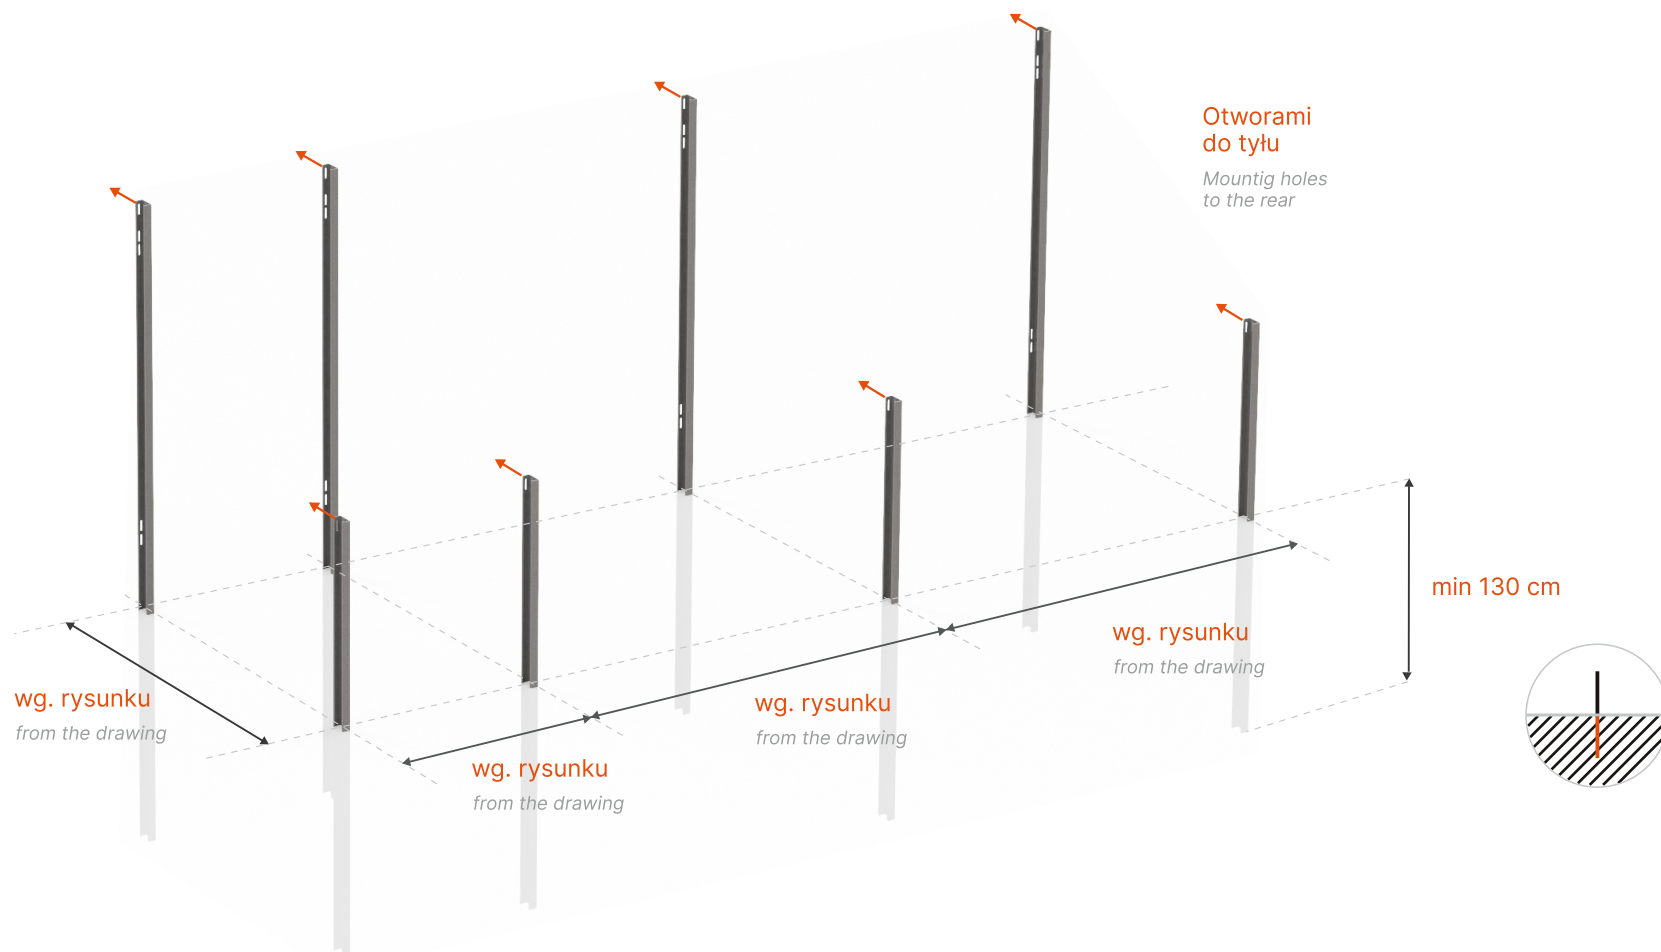 Otworami
do tyłu
Mountig holes
to the rear
min 130 cm
wg. rysunku
from the drawing
wg. rysunku
from the drawing
wg. rysunku
from the drawing
wg. rysunku
from the drawing